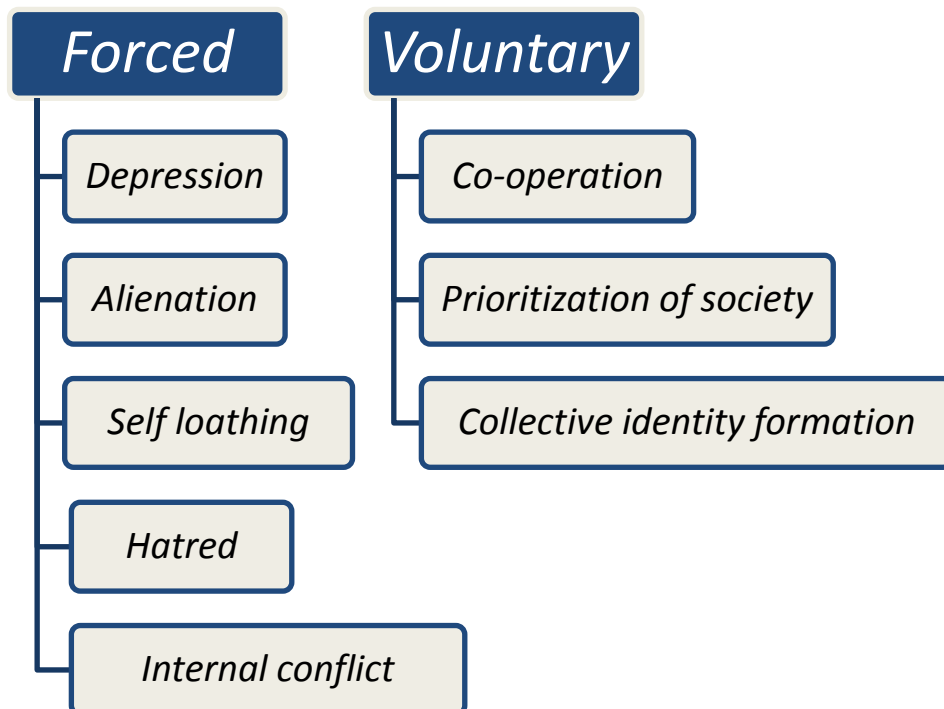 Forced
Depression
Alienation
Self loathing
Hatred
Internal conflict
Voluntary
Co-operation
Prioritization of society
Collective identity formation